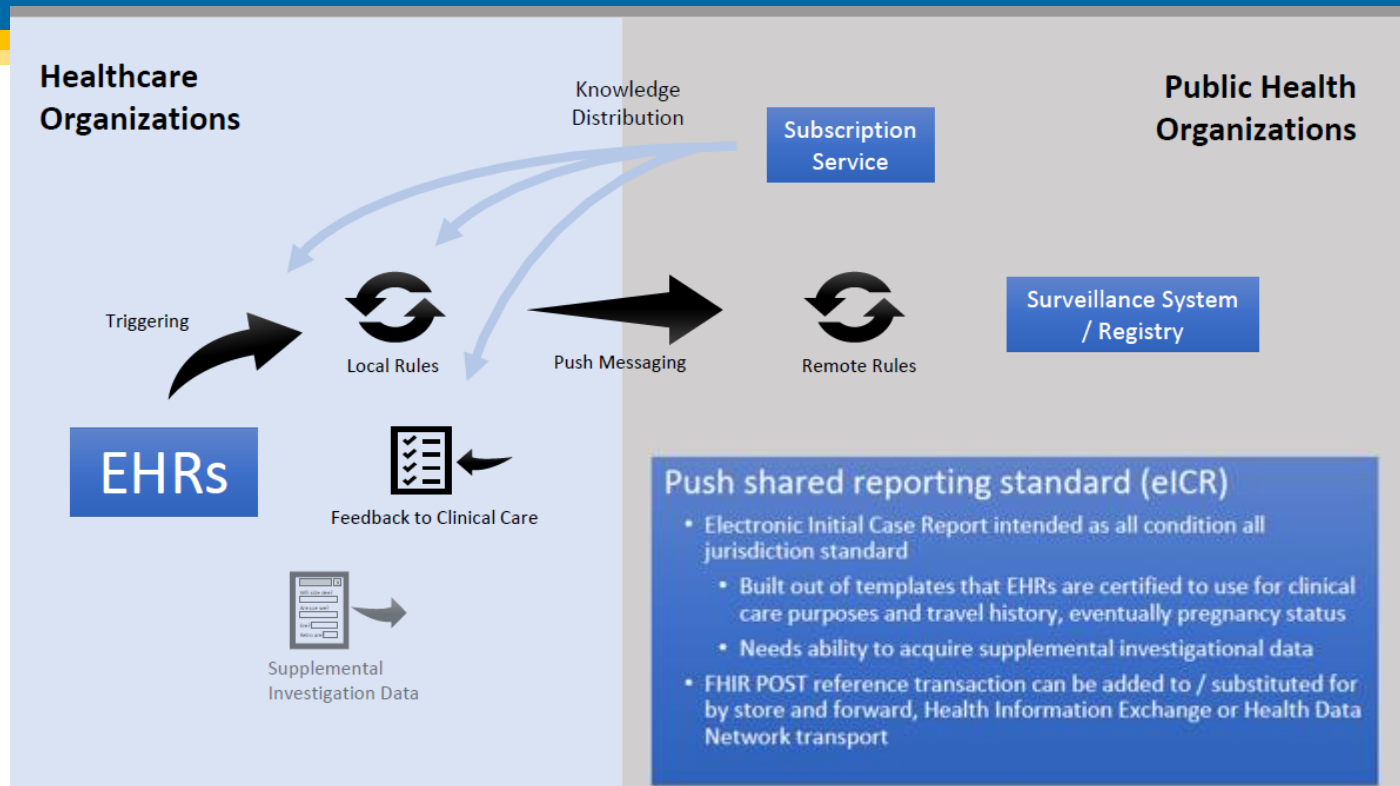 Healthcare
Organizations
Knowledge
Distribution
Subscription
Service
Public Health
Organizations
Triggering
Local Rules
Push Messaging
Remote Rules
Surveillance System
/ Registry
EHRs
Feedback to Clinical Care
Supplemental
Investigation Data
Push shared reporting standard (eICR)
• Electronic Initial Case Report intended as all condition all
jurisdiction standard
• Built out of templates that EHRs are certified to use for clinical
care purposes and travel history, eventually pregnancy status
• Needs ability to acquire supplemental investigational data
• FHIR POST reference transaction can be added to / substituted for
by store and forward, Health Information Exchange or Health Data
Network transport